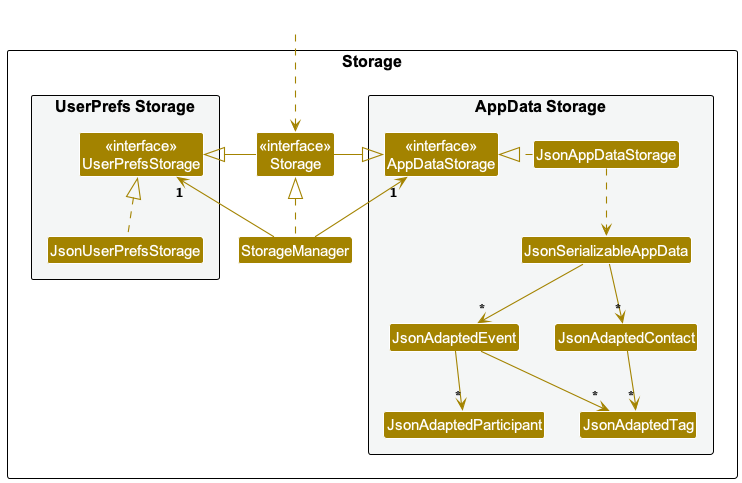 Storage
UserPrefs Storage
AppData Storage
«interface»
UserPrefsStorage
«interface»
Storage
«interface»
AppDataStorage
JsonAppDataStorage
1
1
JsonUserPrefsStorage
StorageManager
JsonSerializableAppData
*
*
JsonAdaptedEvent
JsonAdaptedContact
*
*
*
JsonAdaptedParticipant
JsonAdaptedTag